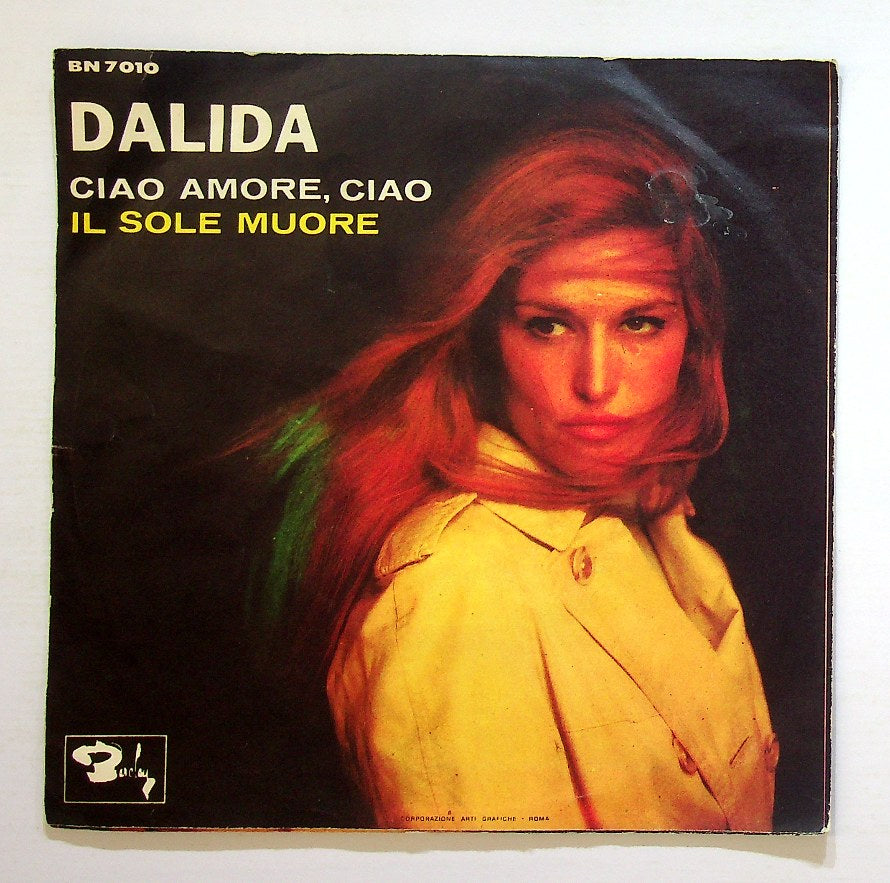 BN 7010
DALIDA
CIAO AMORE, CIAO
IL SOLE MUORE
Barclay
CORPORAZIONE ARTI GRAFICHE - ROMA